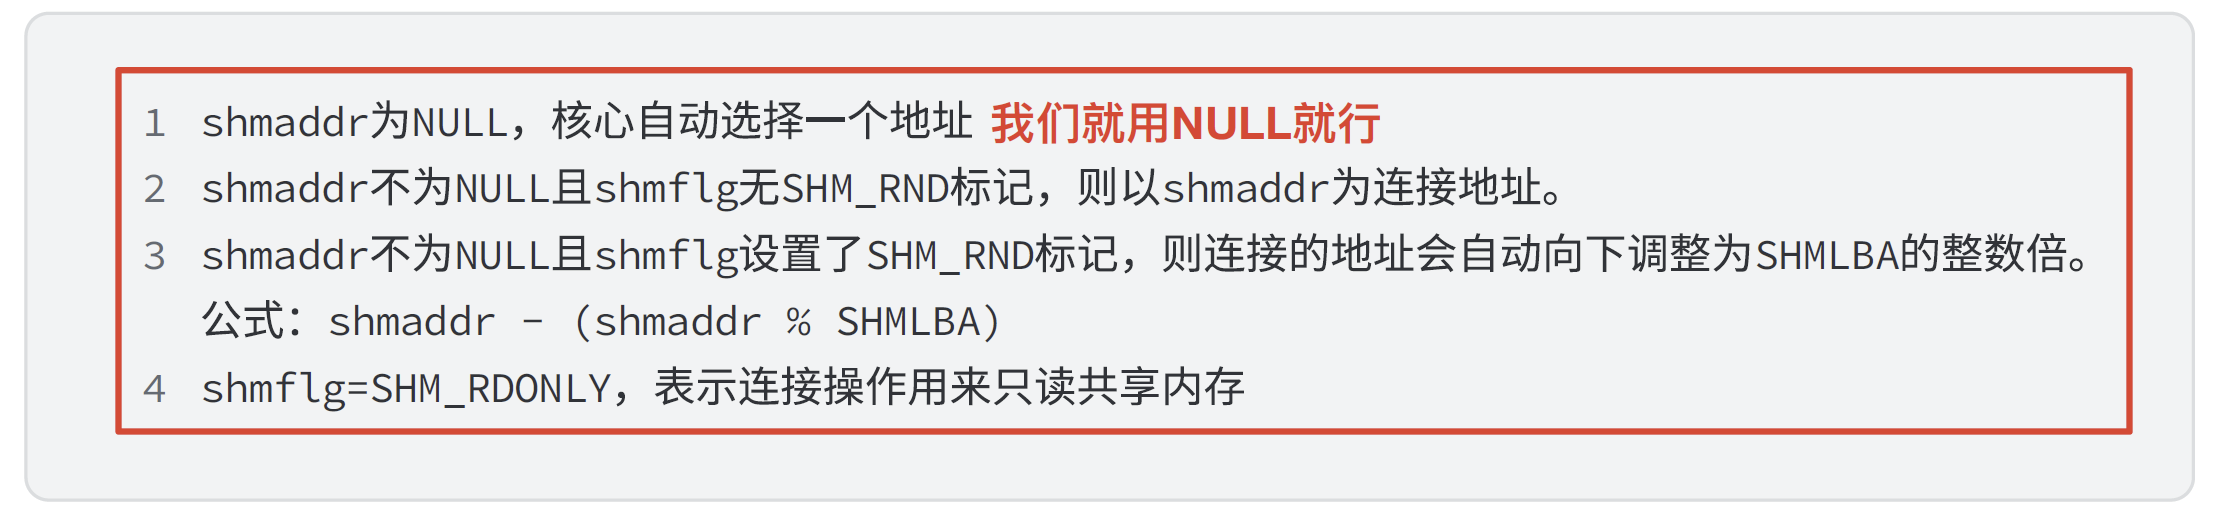 1 shmaddr为NULL，核心自动选择一个地址 我们就用NULL就行
2 shmaddr不为NULL且shmflg无SHM_RND标记，则以shmaddr为连接地址。
3 shmaddr不为NULL且shmflg设置了SHM_RND标记，则连接的地址会自动向下调整为SHMLBA的整数倍。
公式：shmaddr - (shmaddr % SHMLBA)
4 shmflg=SHM_RDONLY，表示连接操作用来只读共享内存